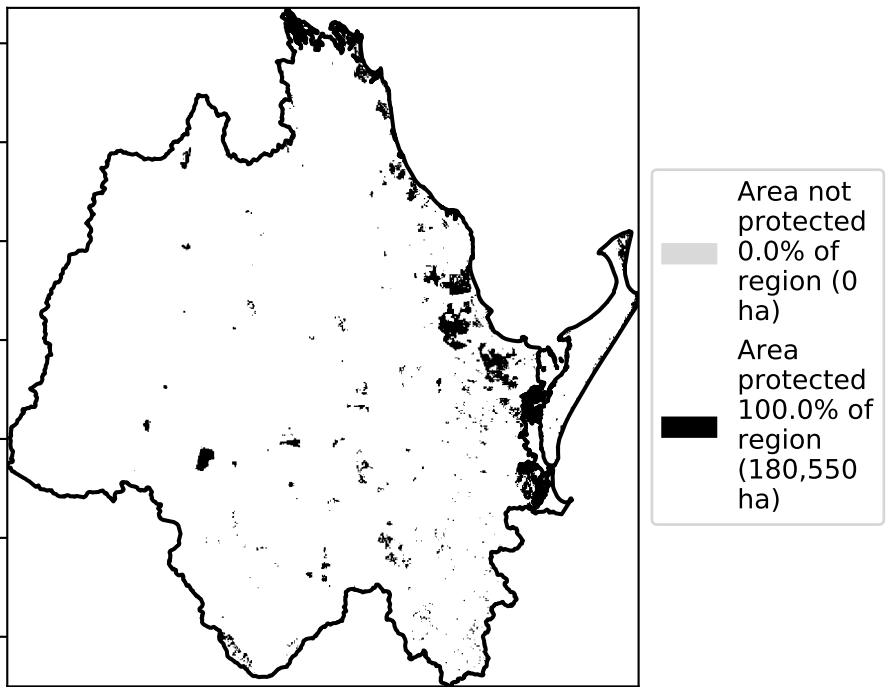 Area not
protected
0.0% of
region (0
ha)
Area
protected
100.0% of
region
(180,550
ha)